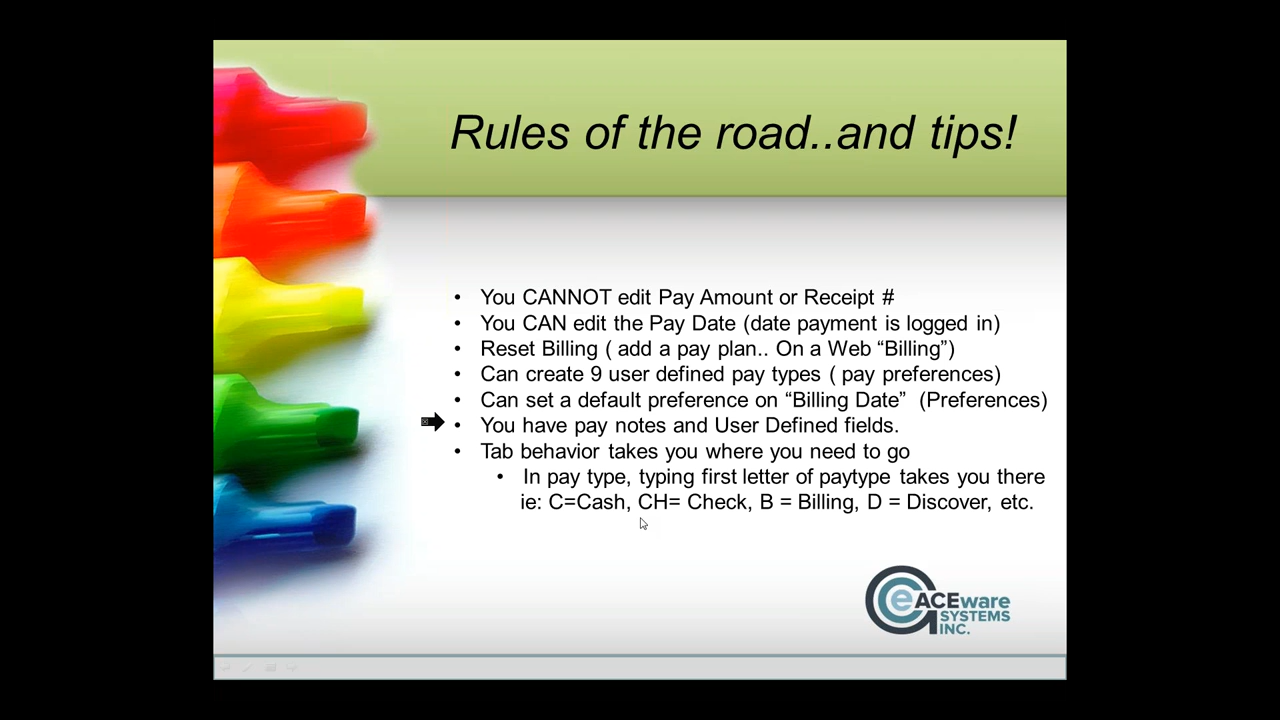 Rules of the road..and tips!
• You CANNOT edit Pay Amount or Receipt #
• You CAN edit the Pay Date (date payment is logged in)
• Reset Billing ( add a pay plan.. On a Web “Billing”)
• Can create 9 user defined pay types ( pay preferences)
• Can set a default preference on “Billing Date” (Preferences)
• You have pay notes and User Defined fields.
• Tab behavior takes you where you need to go
• In pay type, typing first letter of paytype takes you there
ie: C=Cash, CH= Check, B = Billing, D = Discover, etc.
ACEware
SYSTEMS
INC.